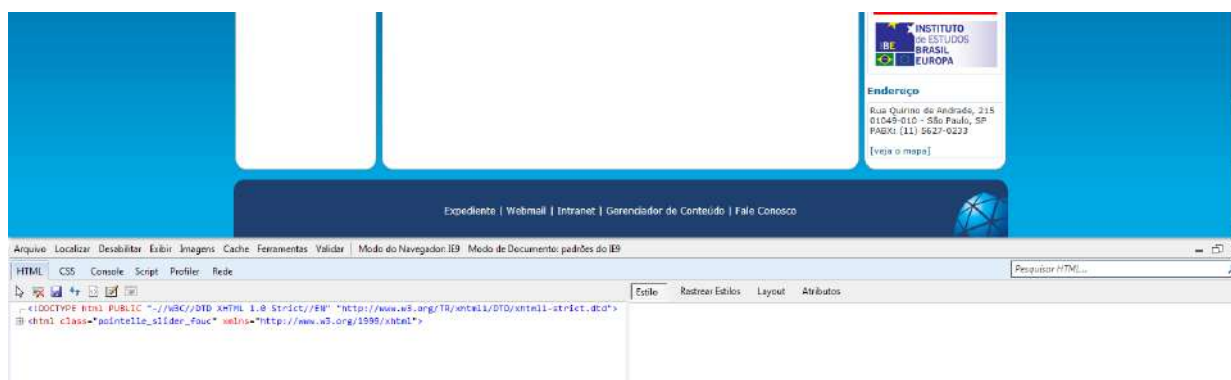 INSTITUTO
de ESTUDOS
BRASIL
EUROPA
IBE
Endereço
Rua Quirino de Andrade, 215
01049-010 - São Paulo, SP
PABX: (11) 5627-0233
[veja o mapa]
Expediente | Webmail | Intranet | Gerenciador de Conteúdo | Fale Conosco
Arquivo Localizar Desabilitar Exibir Imagens Cache Ferramentas Validar Modo do Navegador: IE9 Modo de Documento: padrões do IE9
HTML CSS Console Script Profiler Rede
Pesquisar HTML...
Estilo Rastrear Estilos Layout Atributos
<!DOCTYPE html PUBLIC "-//W3C//DTD XHTML 1.0 Strict//EN" "http://www.w3.org/TR/xhtml1/DTD/xhtml1-strict.dtd">
<html class="pointelle_slider_fouc" xmlns="http://www.w3.org/1999/xhtml">